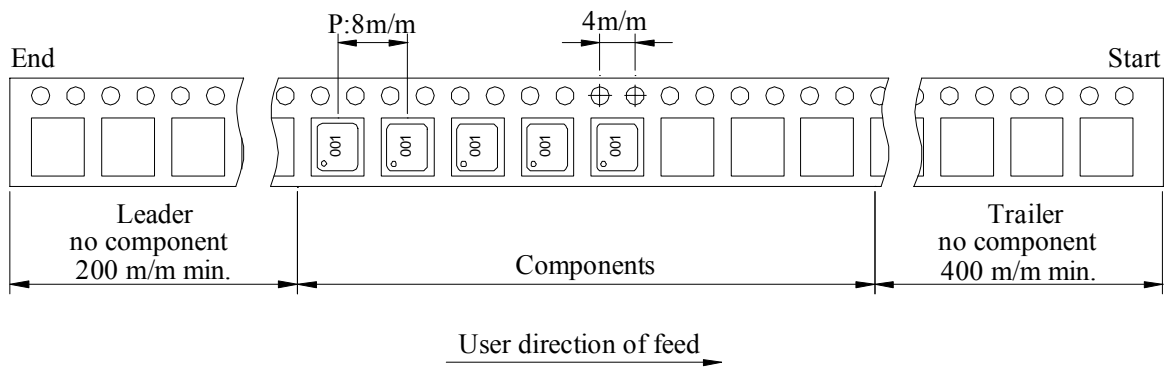 P:8m/m
4m/m
End
Start
001
001
001
001
001
Leader
no component
200 m/m min.
Components
Trailer
no component
400 m/m min.
User direction of feed